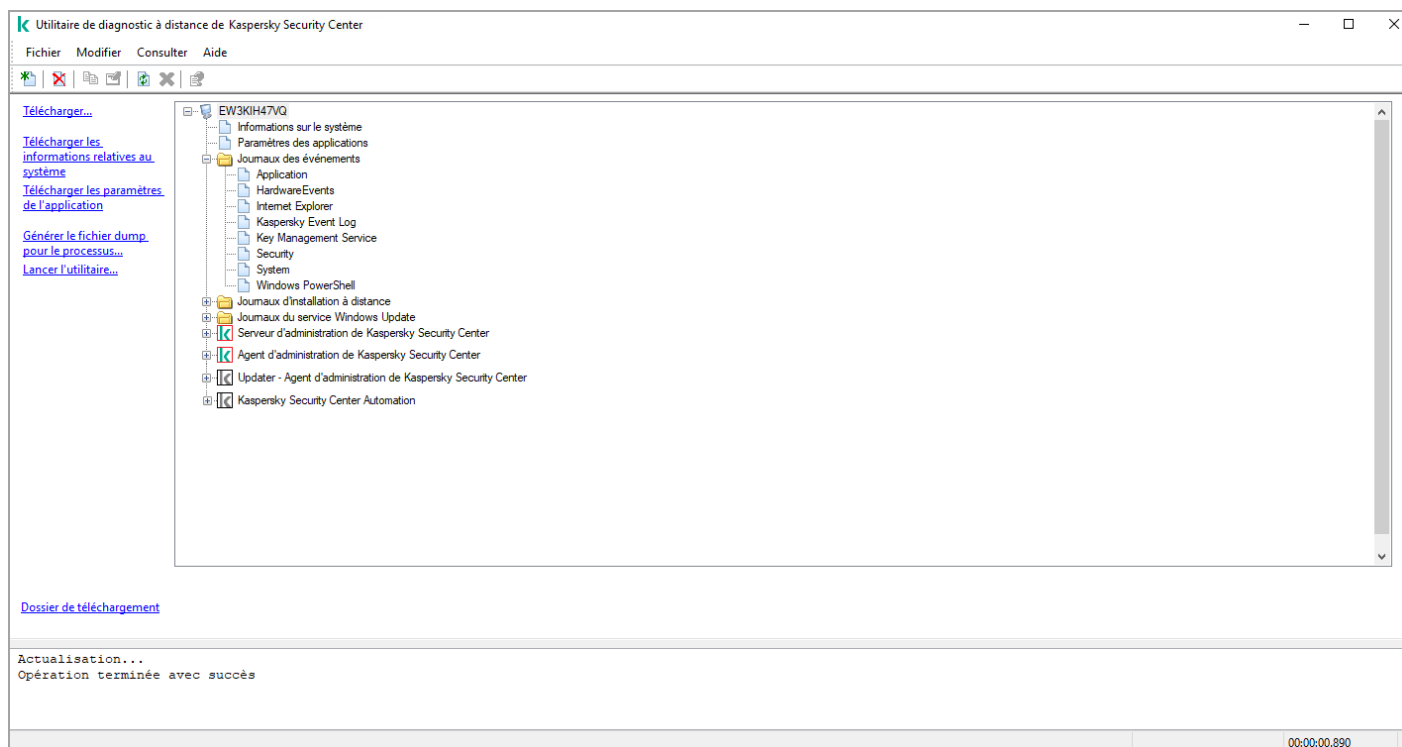 Utilitaire de diagnostic à distance de Kaspersky Security Center
Fichier Modifier Consulter Aide
Télécharger...
Télécharger les
informations relatives au
système
Télécharger les paramètres
de l'application
Générer le fichier dump
pour le processus...
Lancer l'utilitaire...
EW3KIH47VQ
Informations sur le système
Paramètres des applications
Journaux des événements
Application
HardwareEvents
Internet Explorer
Kaspersky Event Log
Key Management Service
Security
System
Windows PowerShell
Journaux d'installation à distance
Journaux du service Windows Update
Serveur d'administration de Kaspersky Security Center
Agent d'administration de Kaspersky Security Center
Updater - Agent d'administration de Kaspersky Security Center
Kaspersky Security Center Automation
Dossier de téléchargement
Actualisation...
Opération terminée avec succès
00:00:00.890